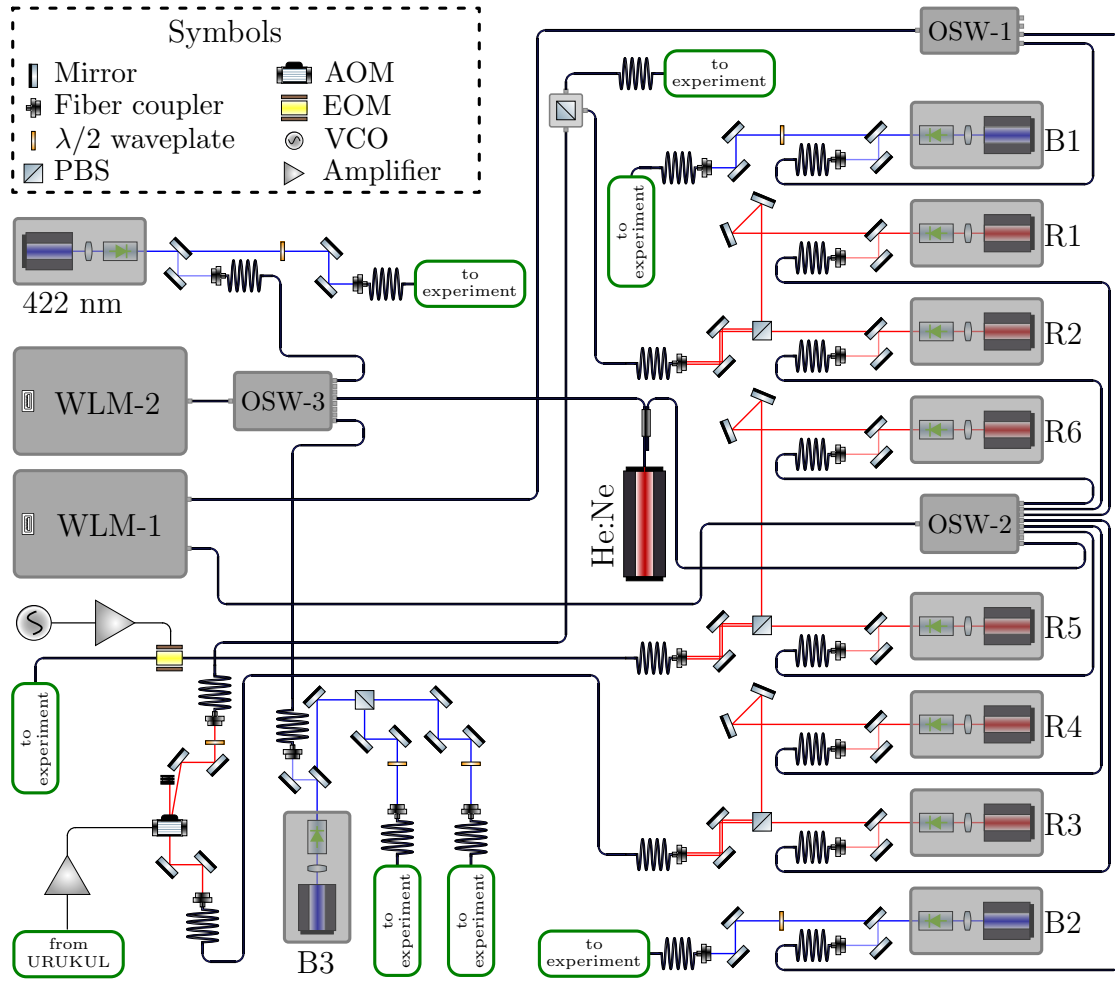 Symbols
Mirror
AOM
Fiber coupler
EOM
λ/2 waveplate
VCO
PBS
Amplifier
OSW-1
to
experiment
B1
to
experiment
R1
422 nm
to
experiment
R2
WLM-2
OSW-3
R6
WLM-1
He:Ne
OSW-2
R5
to
experiment
R4
R3
to
experiment
to
experiment
from
URUKUL
B3
to
experiment
B2